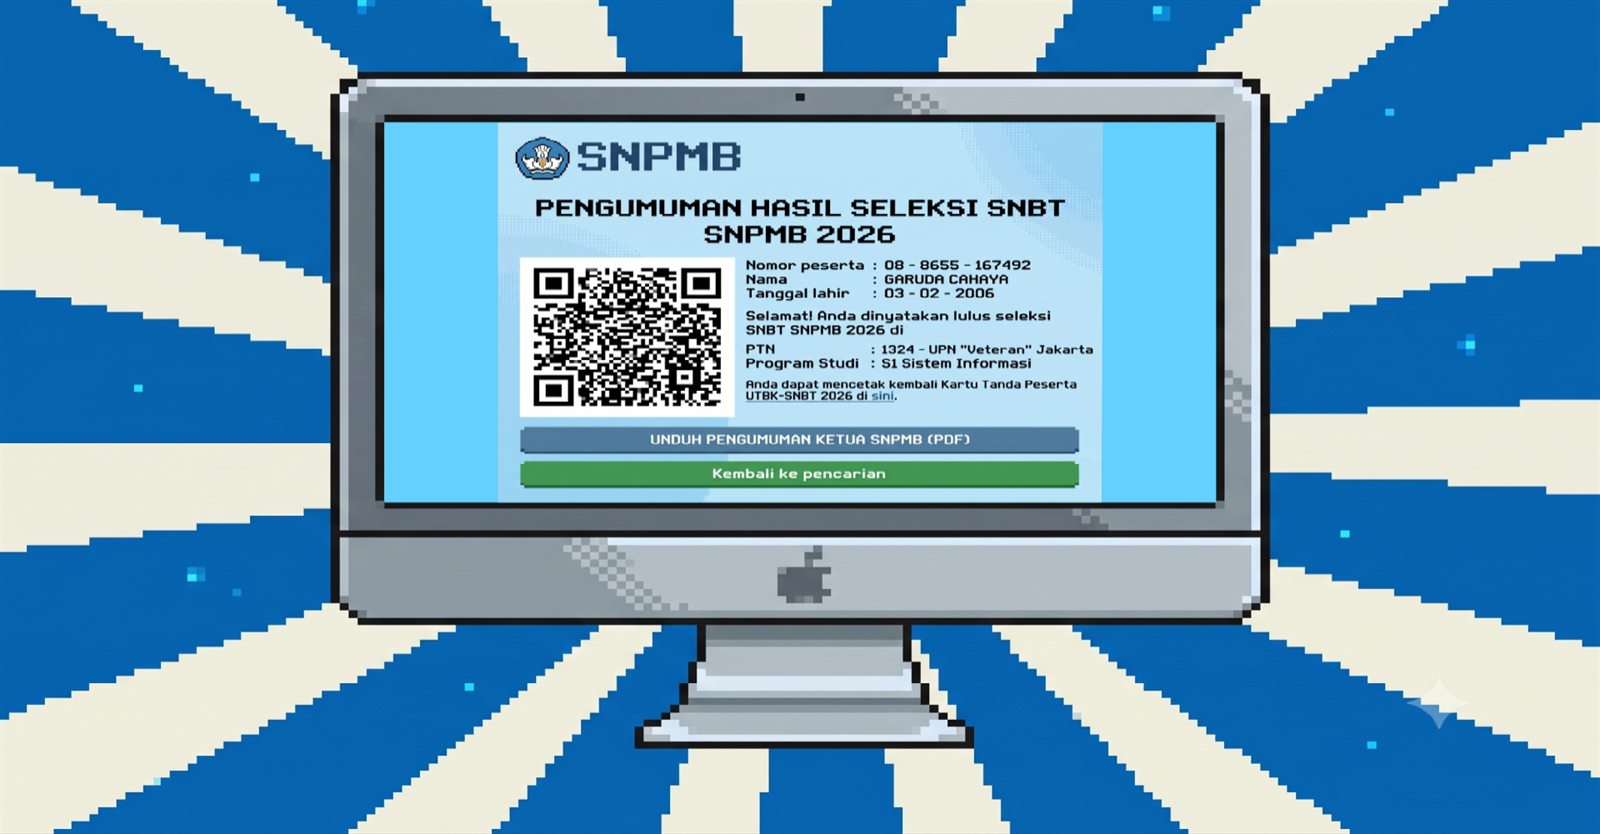 SNPMB
PENGUMUMAN HASIL SELEKSI SNBT
SNPMB 2026
Nomor peserta : 08 - 8655 - 167492
Nama : GARUDA CAHAYA
Tanggal lahir : 03 - 02 - 2006
Selamat! Anda dinyatakan lulus seleksi
SNBT SNPMB 2026 di
PTN : 1324 - UPN "Veteran" Jakarta
Program Studi : S1 Sistem Informasi
Anda dapat mencetak kembali Kartu Tanda Peserta
UTBK-SNBT 2026 di sini.
UNDUH PENGUMUMAN KETUA SNPMB (PDF)
Kembali ke pencarian